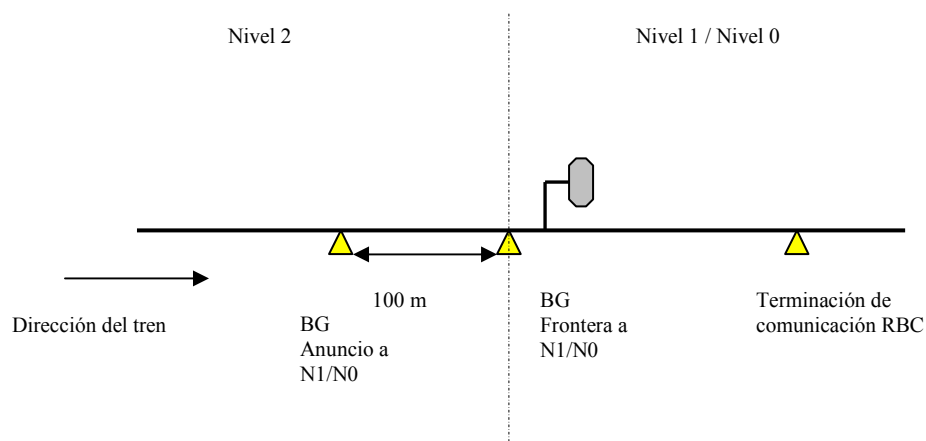 Nivel 2
Nivel 1 / Nivel 0
100 m
Dirección del tren
BG
Anuncio a
N1/N0
BG
Frontera a
N1/N0
Terminación de
comunicación RBC